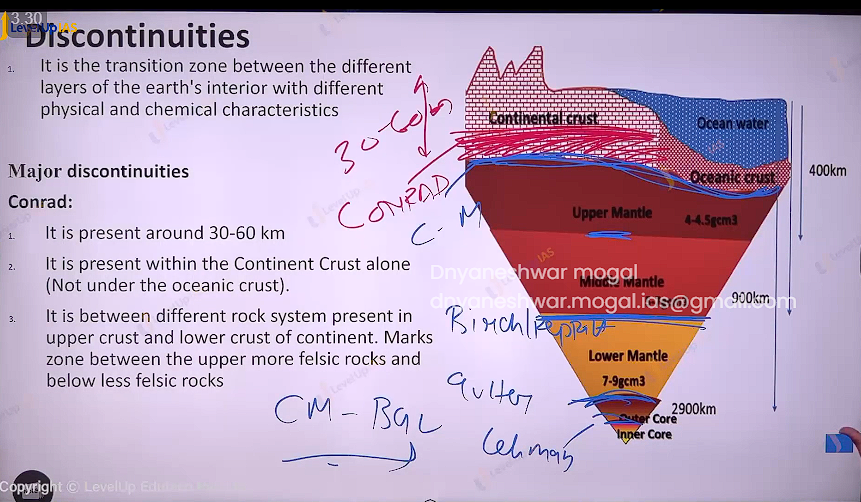 3.30
LevelUp IAS
Discontinuities
1. It is the transition zone between the different
layers of the earth's interior with different
physical and chemical characteristics
Major discontinuities
Conrad:
1. It is present around 30-60 km
2. It is present within the Continent Crust alone
(Not under the oceanic crust).
3. It is between different rock system present in
upper crust and lower crust of continent. Marks
zone between the upper more felsic rocks and
below less felsic rocks
30-60km
CONRAD
C-M
Continental crust
Ocean water
Oceanic crust
400km
Upper Mantle
4-4.5gcm3
Middle Mantle
900km
Dnyaneshwar mogal
dnyaneshwar.mogal.ias@gmail.com
Lower Mantle
7-9gcm3
2900km
Outer Core
Inner Core
CM-BGL
Lehman
Copyright © LevelUp